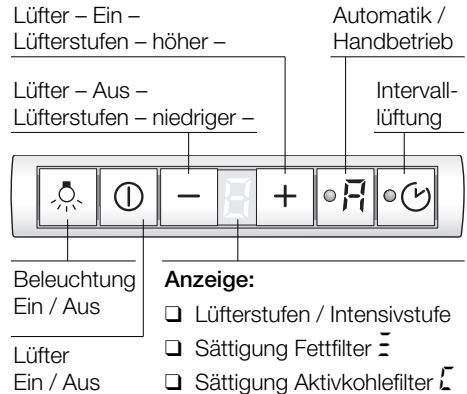 Lüfter – Ein –
Lüfterstufen – höher –
Automatik /
Handbetrieb
Lüfter – Aus –
Lüfterstufen – niedriger –
Intervall-
lüftung
A
Beleuchtung
Ein / Aus
Lüfter
Ein / Aus
Anzeige:
❑ Lüfterstufen / Intensivstufe
❑ Sättigung Fettfilter
❑ Sättigung Aktivkohlefilter C